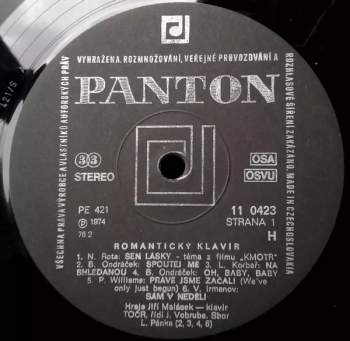 VŠECHNA PRÁVA VÝROBCE A VLASTNÍKŮ AUTORSKÝCH PRÁV VYHRAŽENA. ROZMNOŽOVÁNÍ, VEŘEJNÉ PROVOZOVÁNÍ A ROZHLASOVÉ ŠÍŘENÍ ZAKÁZÁNO. MADE IN CZECHOSLOVAKIA
PANTON
33
STEREO
OSA
OSVU
PE 421
11 0423
℗ 1974
STRANA 1
76 2
H
ROMANTICKÝ KLAVÍR
1. N. Rota: SEN LÁSKY - téma z filmu „KMOTR“
2. B. Ondráček: SPOUTEJ MĚ 3. L. Korbař: NA
SHLEDANOU 4. B. Ondráček: OH, BABY, BABY
5. P. Williams: PRÁVĚ JSME ZAČALI (We've
only just begun) 6. V. Irmanov:
SAM V NEDĚLI
Hraje Jiří Malásek — klavír
TOČR, řídí J. Vobruba. Sbor
L. Pánka (2, 3, 4, 6)
421/S